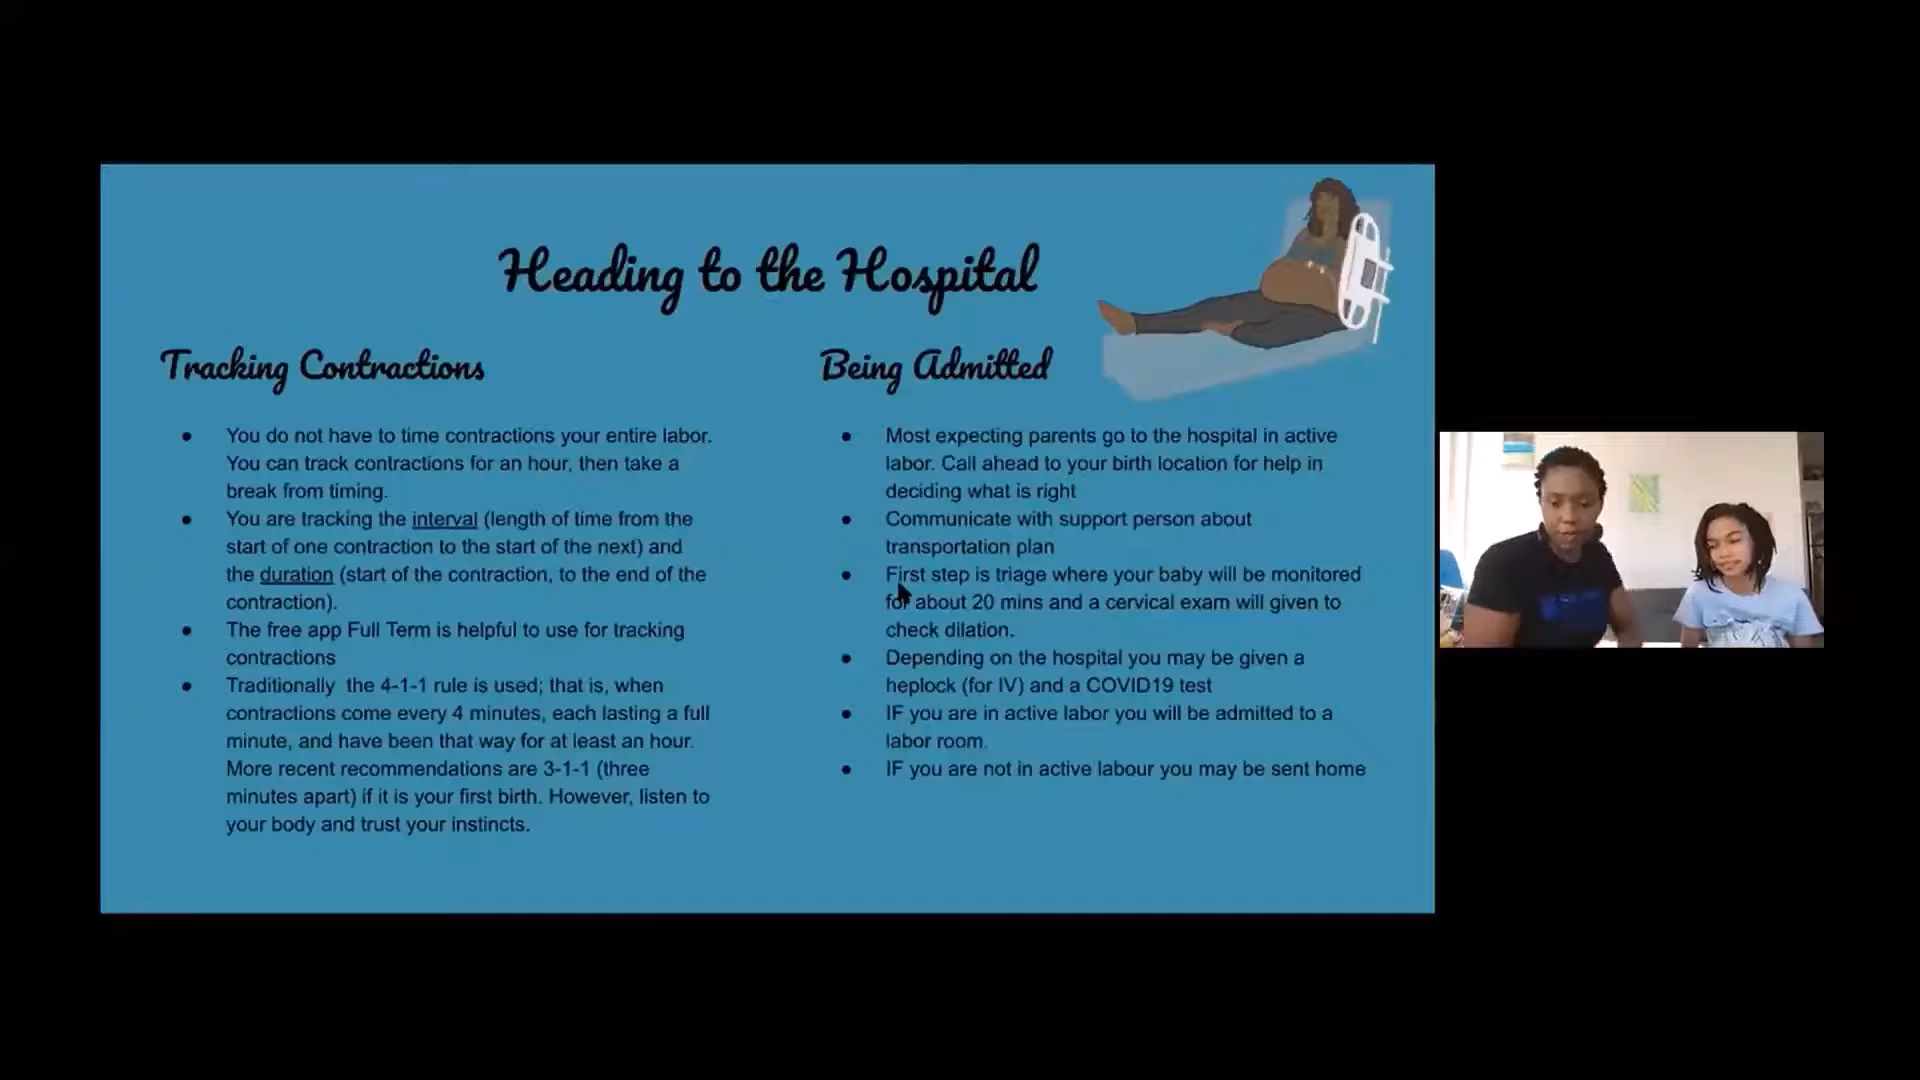 Heading to the Hospital
Tracking Contractions
● You do not have to time contractions your entire labor.
You can track contractions for an hour, then take a
break from timing.
● You are tracking the interval (length of time from the
start of one contraction to the start of the next) and
the duration (start of the contraction, to the end of the
contraction).
● The free app Full Term is helpful to use for tracking
contractions
● Traditionally the 4-1-1 rule is used; that is, when
contractions come every 4 minutes, each lasting a full
minute, and have been that way for at least an hour.
More recent recommendations are 3-1-1 (three
minutes apart) if it is your first birth. However, listen to
your body and trust your instincts.
Being Admitted
● Most expecting parents go to the hospital in active
labor. Call ahead to your birth location for help in
deciding what is right
● Communicate with support person about
transportation plan
● First step is triage where your baby will be monitored
for about 20 mins and a cervical exam will given to
check dilation.
● Depending on the hospital you may be given a
heplock (for IV) and a COVID19 test
● IF you are in active labor you will be admitted to a
labor room.
● IF you are not in active labour you may be sent home